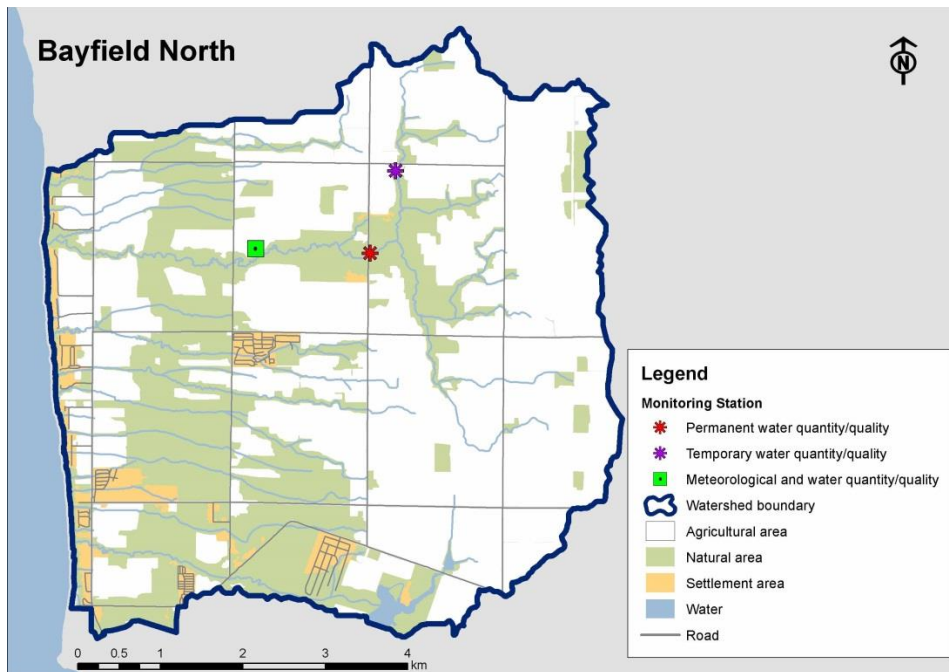 Bayfield North
N
Legend
Monitoring Station
Permanent water quantity/quality
Temporary water quantity/quality
Meteorological and water quantity/quality
Watershed boundary
Agricultural area
Natural area
Settlement area
Water
Road
0 0.5 1 2 3 4
km